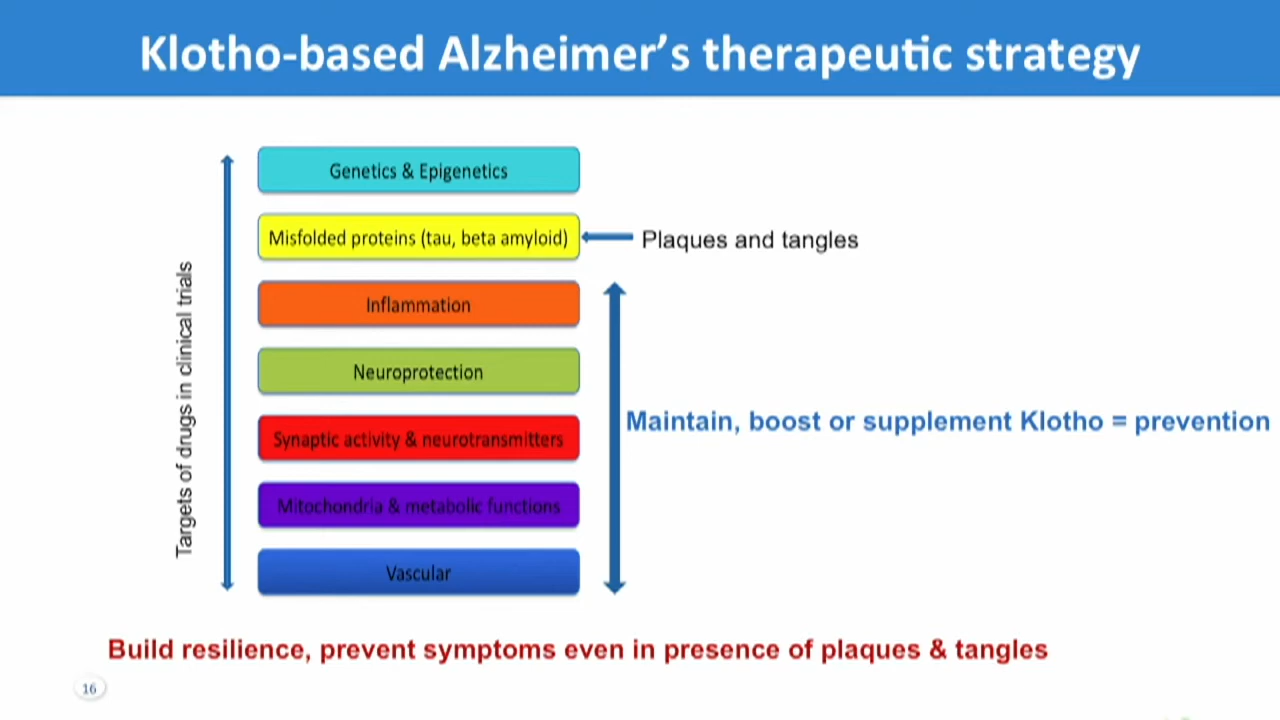 Klotho-based Alzheimer's therapeutic strategy
Targets of drugs in clinical trials
Genetics & Epigenetics
Misfolded proteins (tau, beta amyloid)
Plaques and tangles
Inflammation
Neuroprotection
Maintain, boost or supplement Klotho = prevention
Synaptic activity & neurotransmitters
Mitochondria & metabolic functions
Vascular
Build resilience, prevent symptoms even in presence of plaques & tangles
16